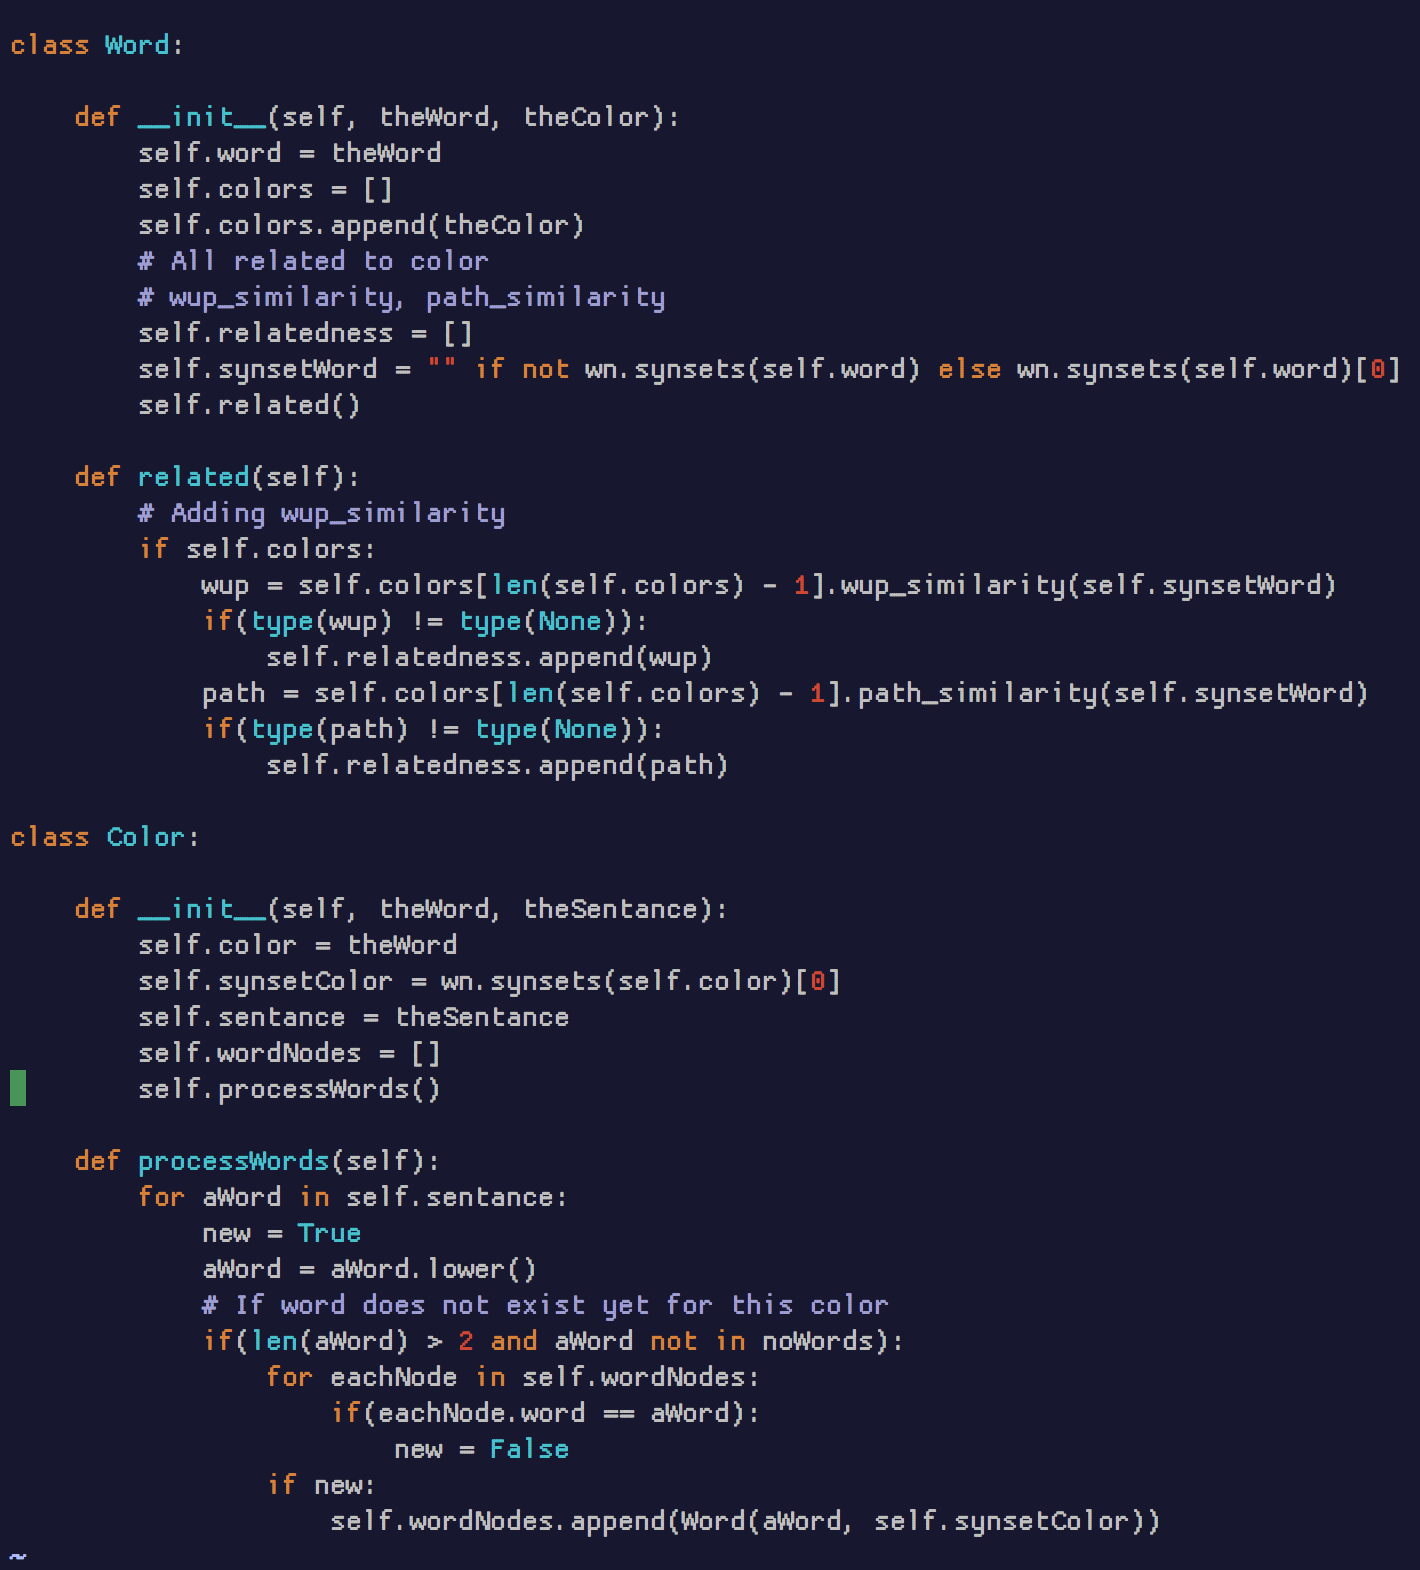 class Word:
    def __init__(self, theWord, theColor):
        self.word = theWord
        self.colors = []
        self.colors.append(theColor)
        # All related to color
        # wup_similarity, path_similarity
        self.relatedness = []
        self.synsetWord = "" if not wn.synsets(self.word) else wn.synsets(self.word)[0]
        self.related()
    def related(self):
        # Adding wup_similarity
        if self.colors:
            wup = self.colors[len(self.colors) - 1].wup_similarity(self.synsetWord)
            if(type(wup) != type(None)):
                self.relatedness.append(wup)
            path = self.colors[len(self.colors) - 1].path_similarity(self.synsetWord)
            if(type(path) != type(None)):
                self.relatedness.append(path)
class Color:
    def __init__(self, theWord, theSentance):
        self.color = theWord
        self.synsetColor = wn.synsets(self.color)[0]
        self.sentance = theSentance
        self.wordNodes = []
        self.processWords()
    def processWords(self):
        for aWord in self.sentance:
            new = True
            aWord = aWord.lower()
            # If word does not exist yet for this color
            if(len(aWord) > 2 and aWord not in noWords):
                for eachNode in self.wordNodes:
                    if(eachNode.word == aWord):
                        new = False
                if new:
                    self.wordNodes.append(Word(aWord, self.synsetColor))
~